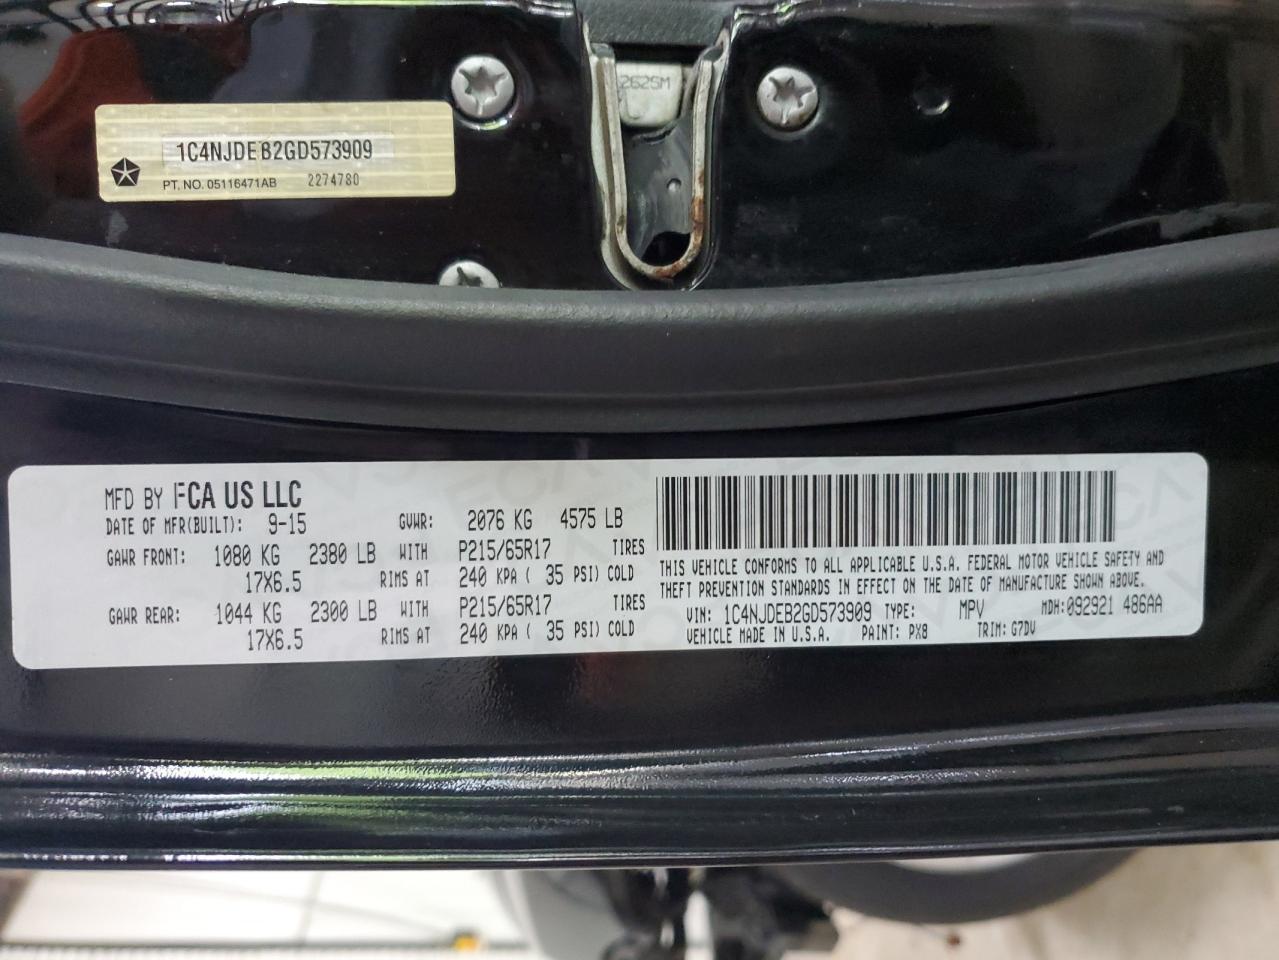 262SM
1C4NJDEB2GD573909
PT. NO. 05116471AB 2274780
MFD BY FCA US LLC
DATE OF MFR(BUILT): 9-15 GVWR: 2076 KG 4575 LB
GAWR FRONT: 1080 KG 2380 LB WITH P215/65R17 TIRES
17X6.5 RIMS AT 240 KPA ( 35 PSI) COLD
GAWR REAR: 1044 KG 2300 LB WITH P215/65R17 TIRES
17X6.5 RIMS AT 240 KPA ( 35 PSI) COLD
THIS VEHICLE CONFORMS TO ALL APPLICABLE U.S.A. FEDERAL MOTOR VEHICLE SAFETY AND
THEFT PREVENTION STANDARDS IN EFFECT ON THE DATE OF MANUFACTURE SHOWN ABOVE.
VIN: 1C4NJDEB2GD573909 TYPE: MPV MDH: 092921 486AA
VEHICLE MADE IN U.S.A. PAINT: PX8 TRIM: G7DV